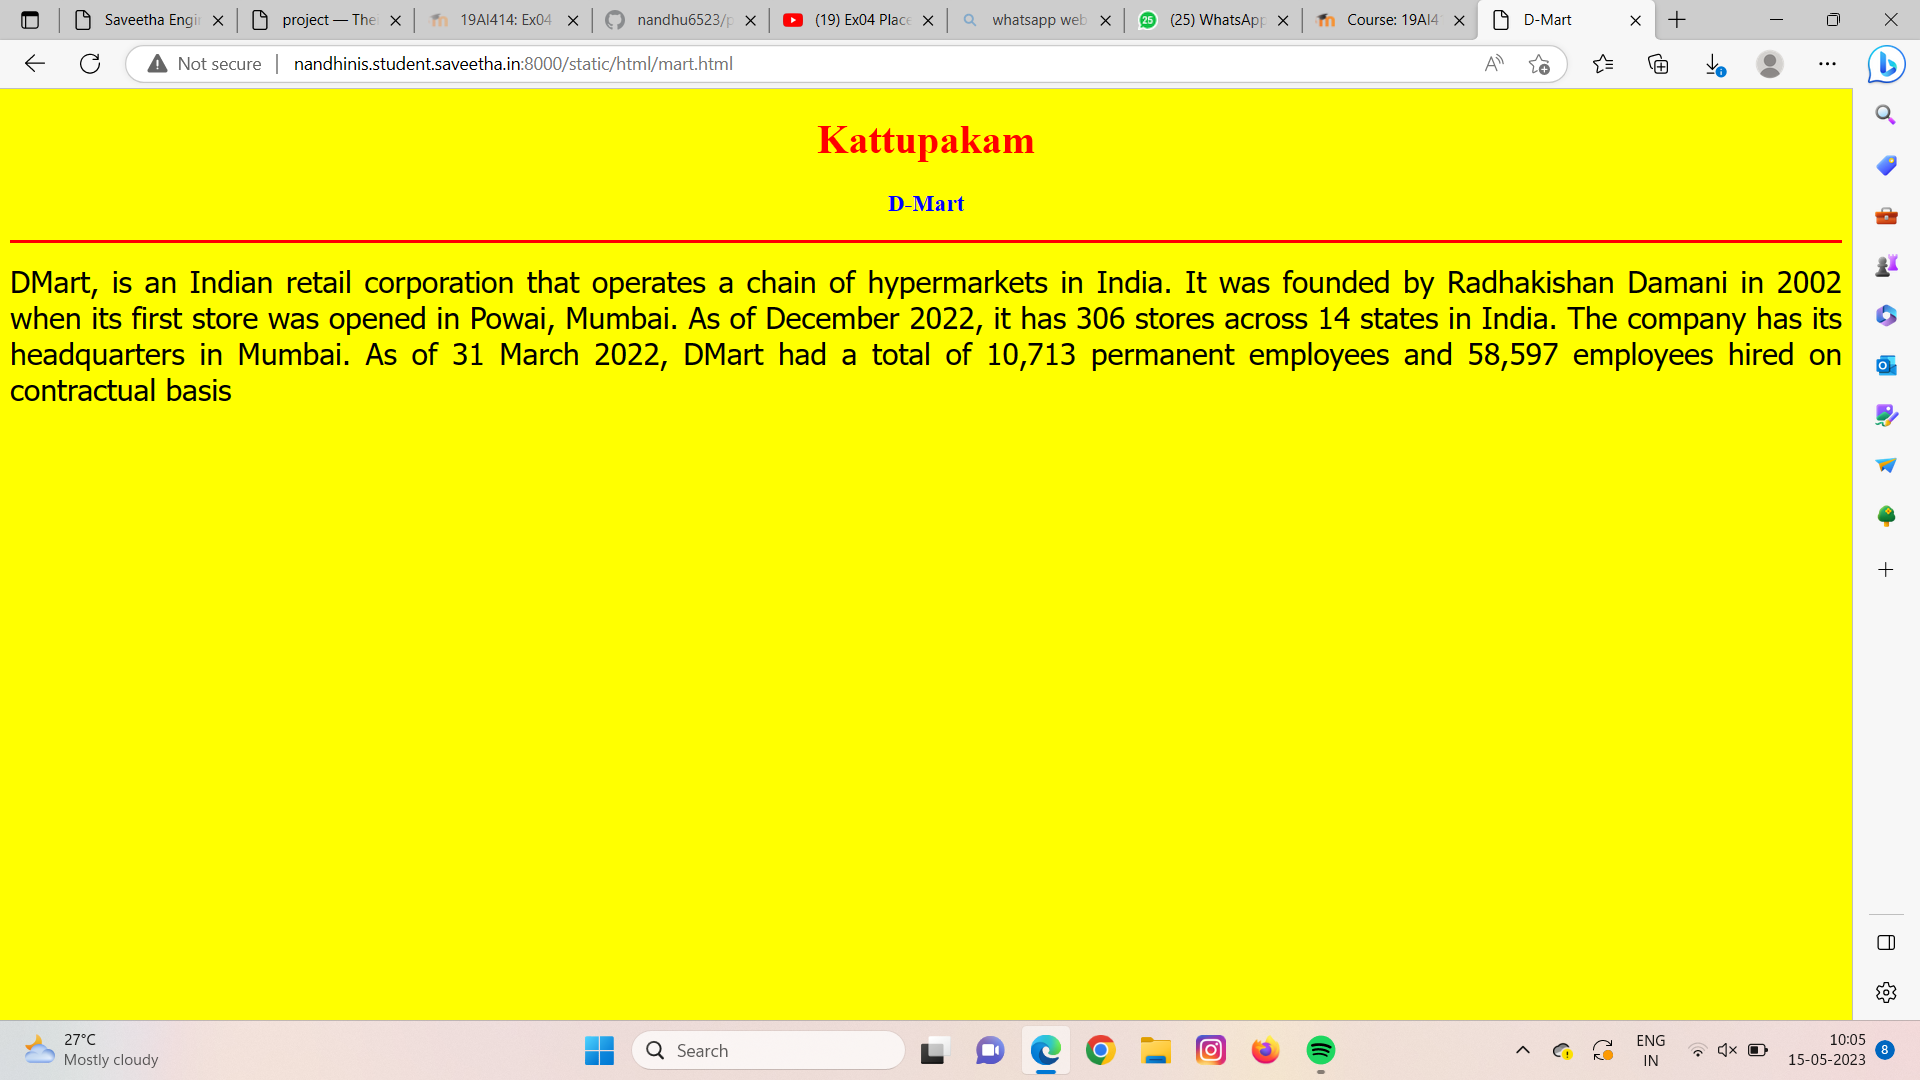 Saveetha Engi
project — The
19AI414: Ex04
nandhu6523/p
(19) Ex04 Place
whatsapp web
(25) WhatsApp
Course: 19AI4
D-Mart
Not secure
nandhinis.student.saveetha.in:8000/static/html/mart.html
Kattupakam
D-Mart
DMart, is an Indian retail corporation that operates a chain of hypermarkets in India. It was founded by Radhakishan Damani in 2002
when its first store was opened in Powai, Mumbai. As of December 2022, it has 306 stores across 14 states in India. The company has its
headquarters in Mumbai. As of 31 March 2022, DMart had a total of 10,713 permanent employees and 58,597 employees hired on
contractual basis
27°C
Mostly cloudy
Search
ENG
IN
10:05
15-05-2023
8